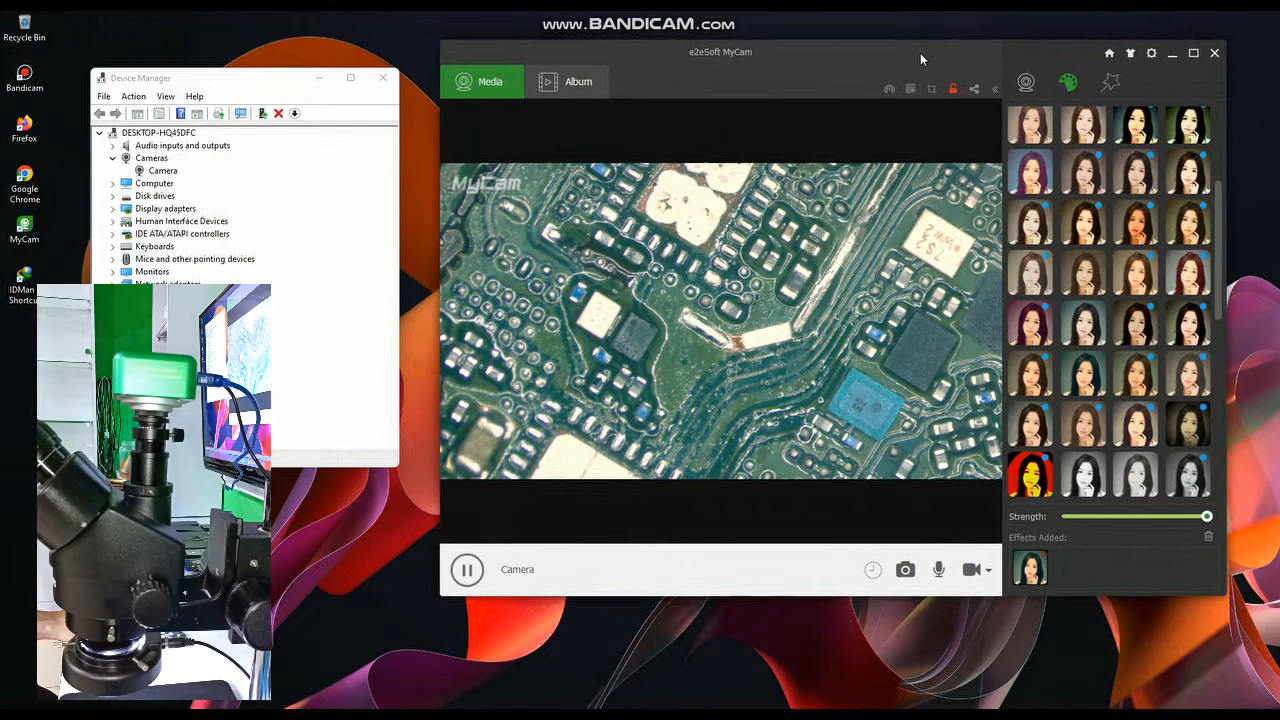 www.BANDICAM.com
Recycle Bin
Bandicam
Firefox
Google
Chrome
MyCam
IDMan
Shortcu
Device Manager
File Action View Help
DESKTOP-HQ45DFC
Audio inputs and outputs
Cameras
Camera
Computer
Disk drives
Display adapters
Human Interface Devices
IDE ATA/ATAPI controllers
Keyboards
Mice and other pointing devices
Monitors
e2eSoft MyCam
Media
Album
MyCam
Camera
Strength:
Effects Added: